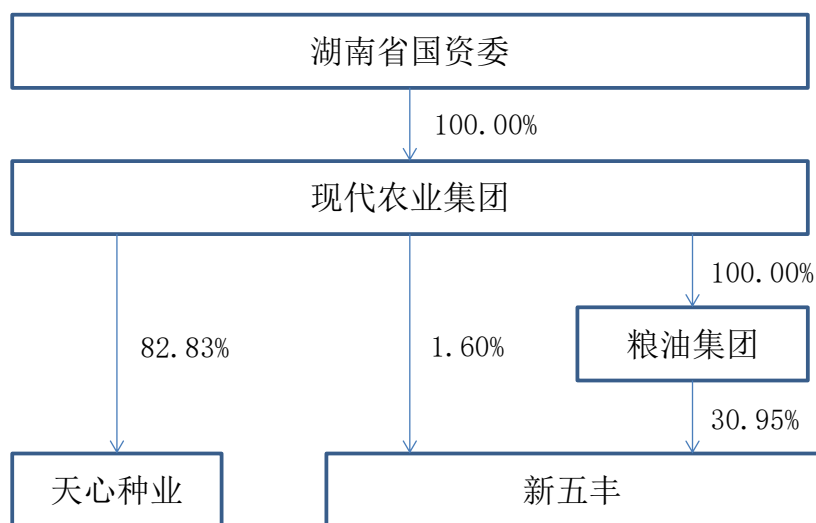 湖南省国资委
100.00%
现代农业集团
100.00%
82.83%
1.60%
粮油集团
30.95%
天心种业
新五丰